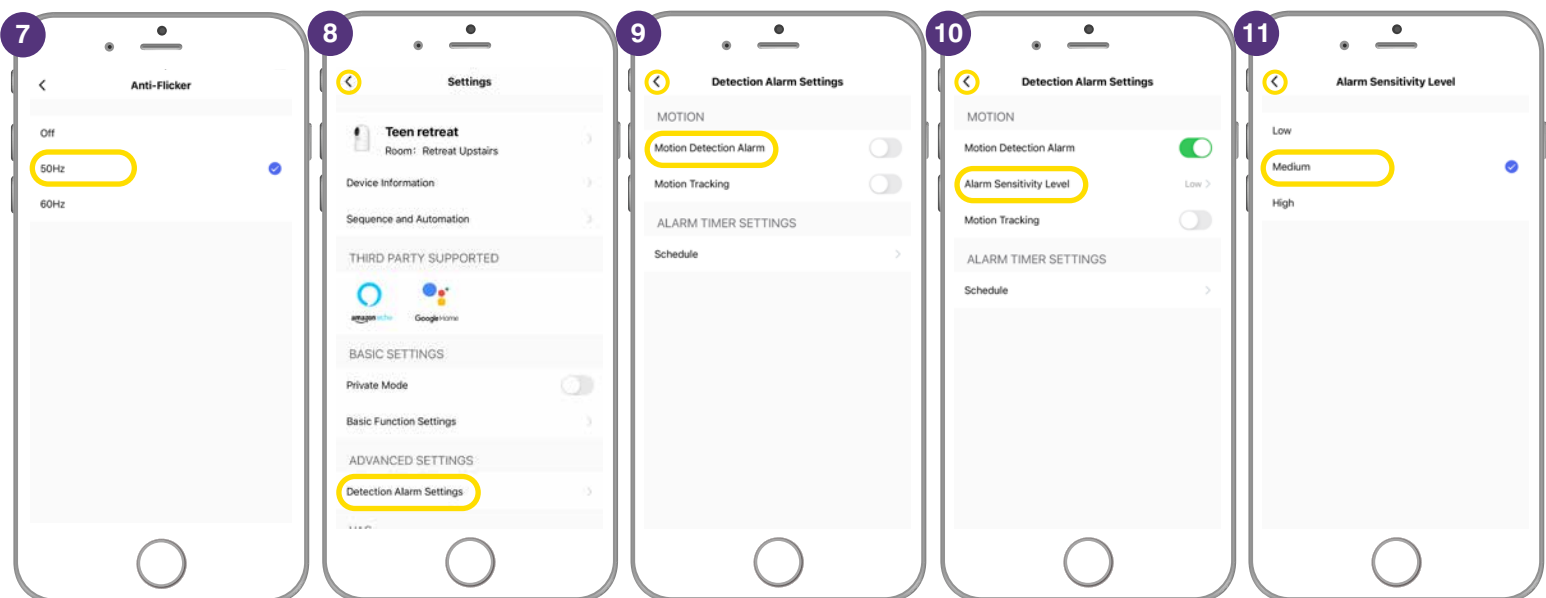 7
Anti-Flicker
Off
50Hz
60Hz
8
Settings
Teen retreat
Room: Retreat Upstairs
Device Information
Sequence and Automation
THIRD PARTY SUPPORTED
amazon echo
Google Home
BASIC SETTINGS
Private Mode
Basic Function Settings
ADVANCED SETTINGS
Detection Alarm Settings
9
Detection Alarm Settings
MOTION
Motion Detection Alarm
Motion Tracking
ALARM TIMER SETTINGS
Schedule
10
Detection Alarm Settings
MOTION
Motion Detection Alarm
Alarm Sensitivity Level Low
Motion Tracking
ALARM TIMER SETTINGS
Schedule
11
Alarm Sensitivity Level
Low
Medium
High